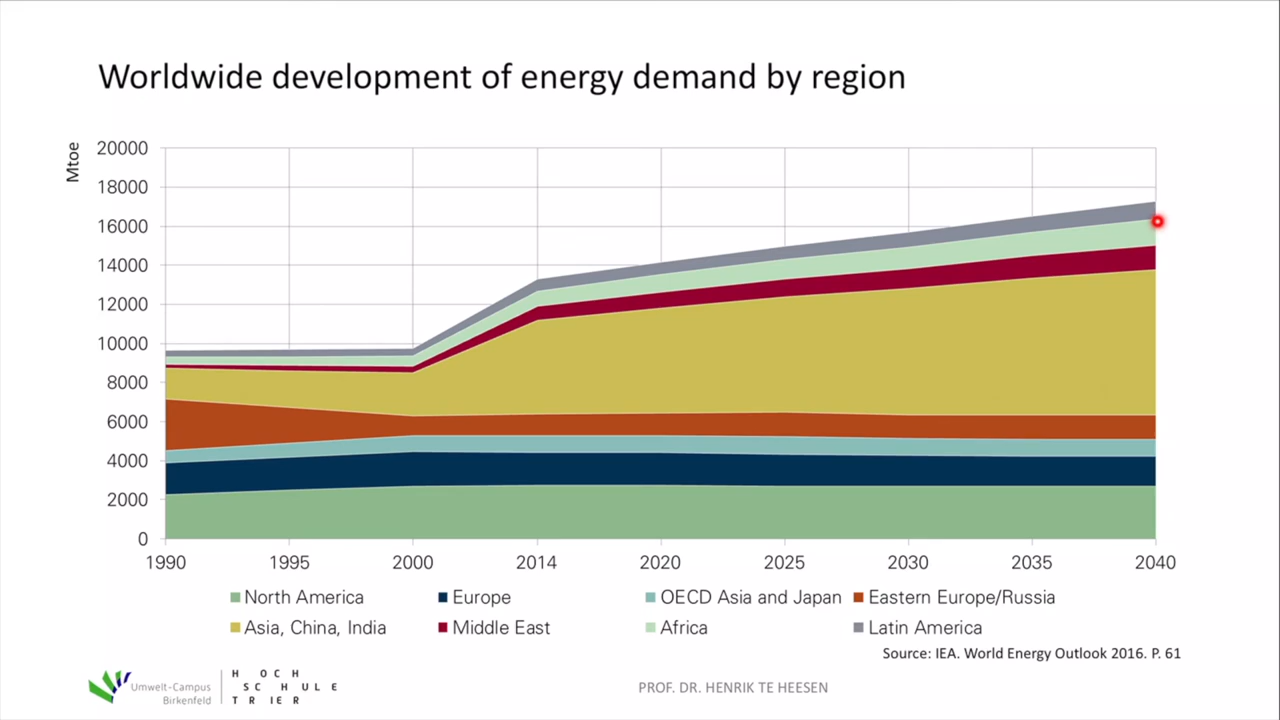 Worldwide development of energy demand by region
Mtoe
20000
18000
16000
14000
12000
10000
8000
6000
4000
2000
0
1990 1995 2000 2014 2020 2025 2030 2035 2040
North America Europe OECD Asia and Japan Eastern Europe/Russia
Asia, China, India Middle East Africa Latin America
Source: IEA. World Energy Outlook 2016. P. 61
Umwelt-Campus
Birkenfeld
H O C H
S C H U L E
T R I E R
PROF. DR. HENRIK TE HEESEN